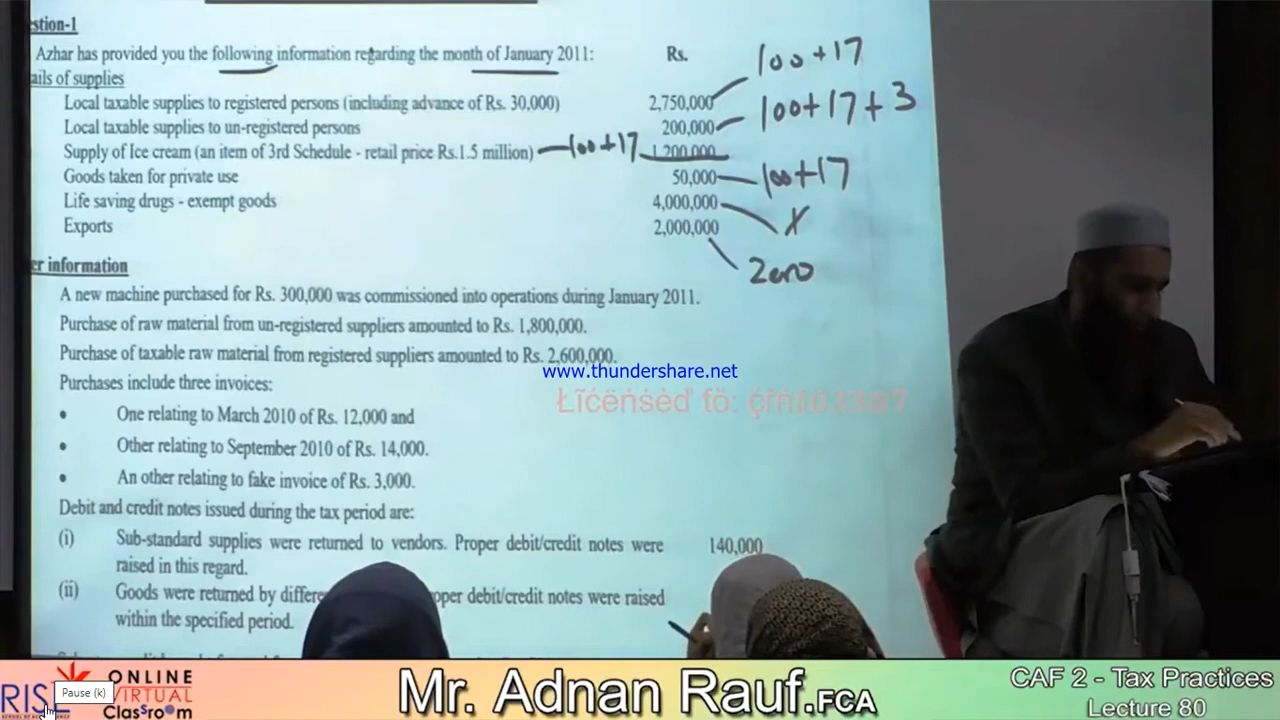 stion-1
Azhar has provided you the following information regarding the month of January 2011: Rs.
ails of supplies
Local taxable supplies to registered persons (including advance of Rs. 30,000) 2,750,000 100+17
Local taxable supplies to un-registered persons 200,000 100+17+3
Supply of Ice cream (an item of 3rd Schedule - retail price Rs.1.5 million) 100+17 1,200,000
Goods taken for private use 50,000 100+17
Life saving drugs - exempt goods 4,000,000 X
Exports 2,000,000
Zero
er information
A new machine purchased for Rs. 300,000 was commissioned into operations during January 2011.
Purchase of raw material from un-registered suppliers amounted to Rs. 1,800,000.
Purchase of taxable raw material from registered suppliers amounted to Rs. 2,600,000.
www.thundershare.net
Purchases include three invoices:
• One relating to March 2010 of Rs. 12,000 and
• Other relating to September 2010 of Rs. 14,000.
• An other relating to fake invoice of Rs. 3,000.
Debit and credit notes issued during the tax period are:
(i) Sub-standard supplies were returned to vendors. Proper debit/credit notes were 140,000
raised in this regard.
(ii) Goods were returned by oper debit/credit notes were raised
within the specified period.
RISE
Pause (k)
ONLINE
VIRTUAL
Classroom
Mr. Adnan Rauf.FCA
CAF 2 - Tax Practices
Lecture 80